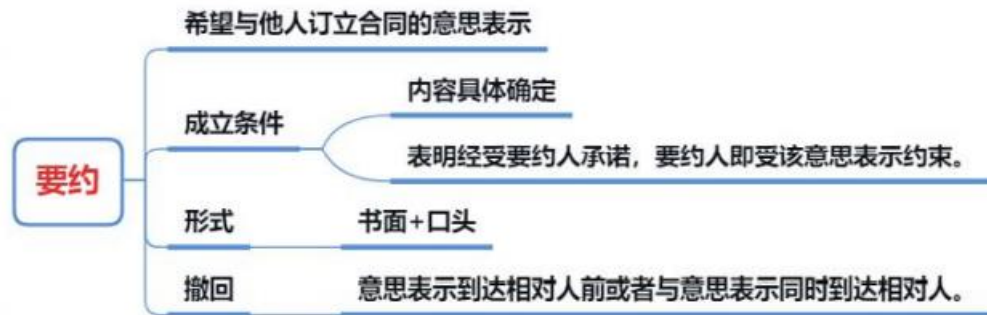 希望与他人订立合同的意思表示
内容具体确定
成立条件
表明经受要约人承诺，要约人即受该意思表示约束。
要约
形式 书面+口头
撤回 意思表示到达相对人前或者与意思表示同时到达相对人。